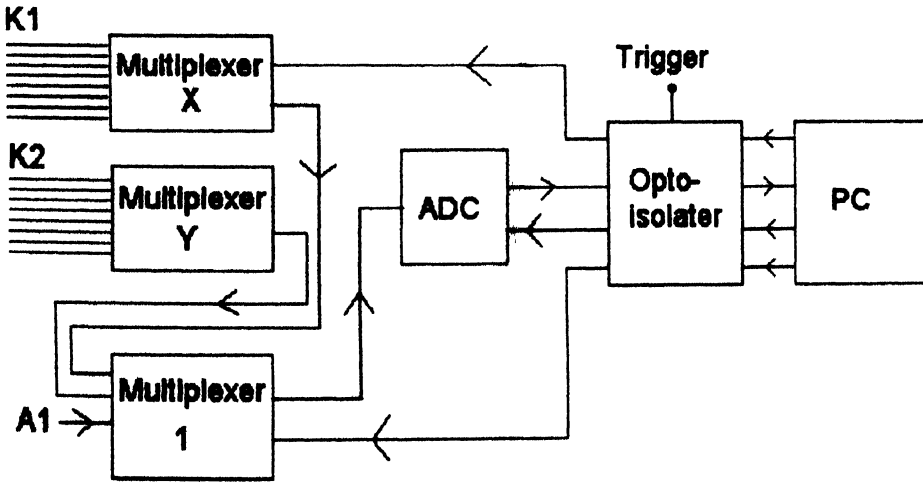 K1
Multiplexer
X
Trigger
K2
Multiplexer
Y
ADC
Opto-
isolater
PC
Multiplexer
1
A1